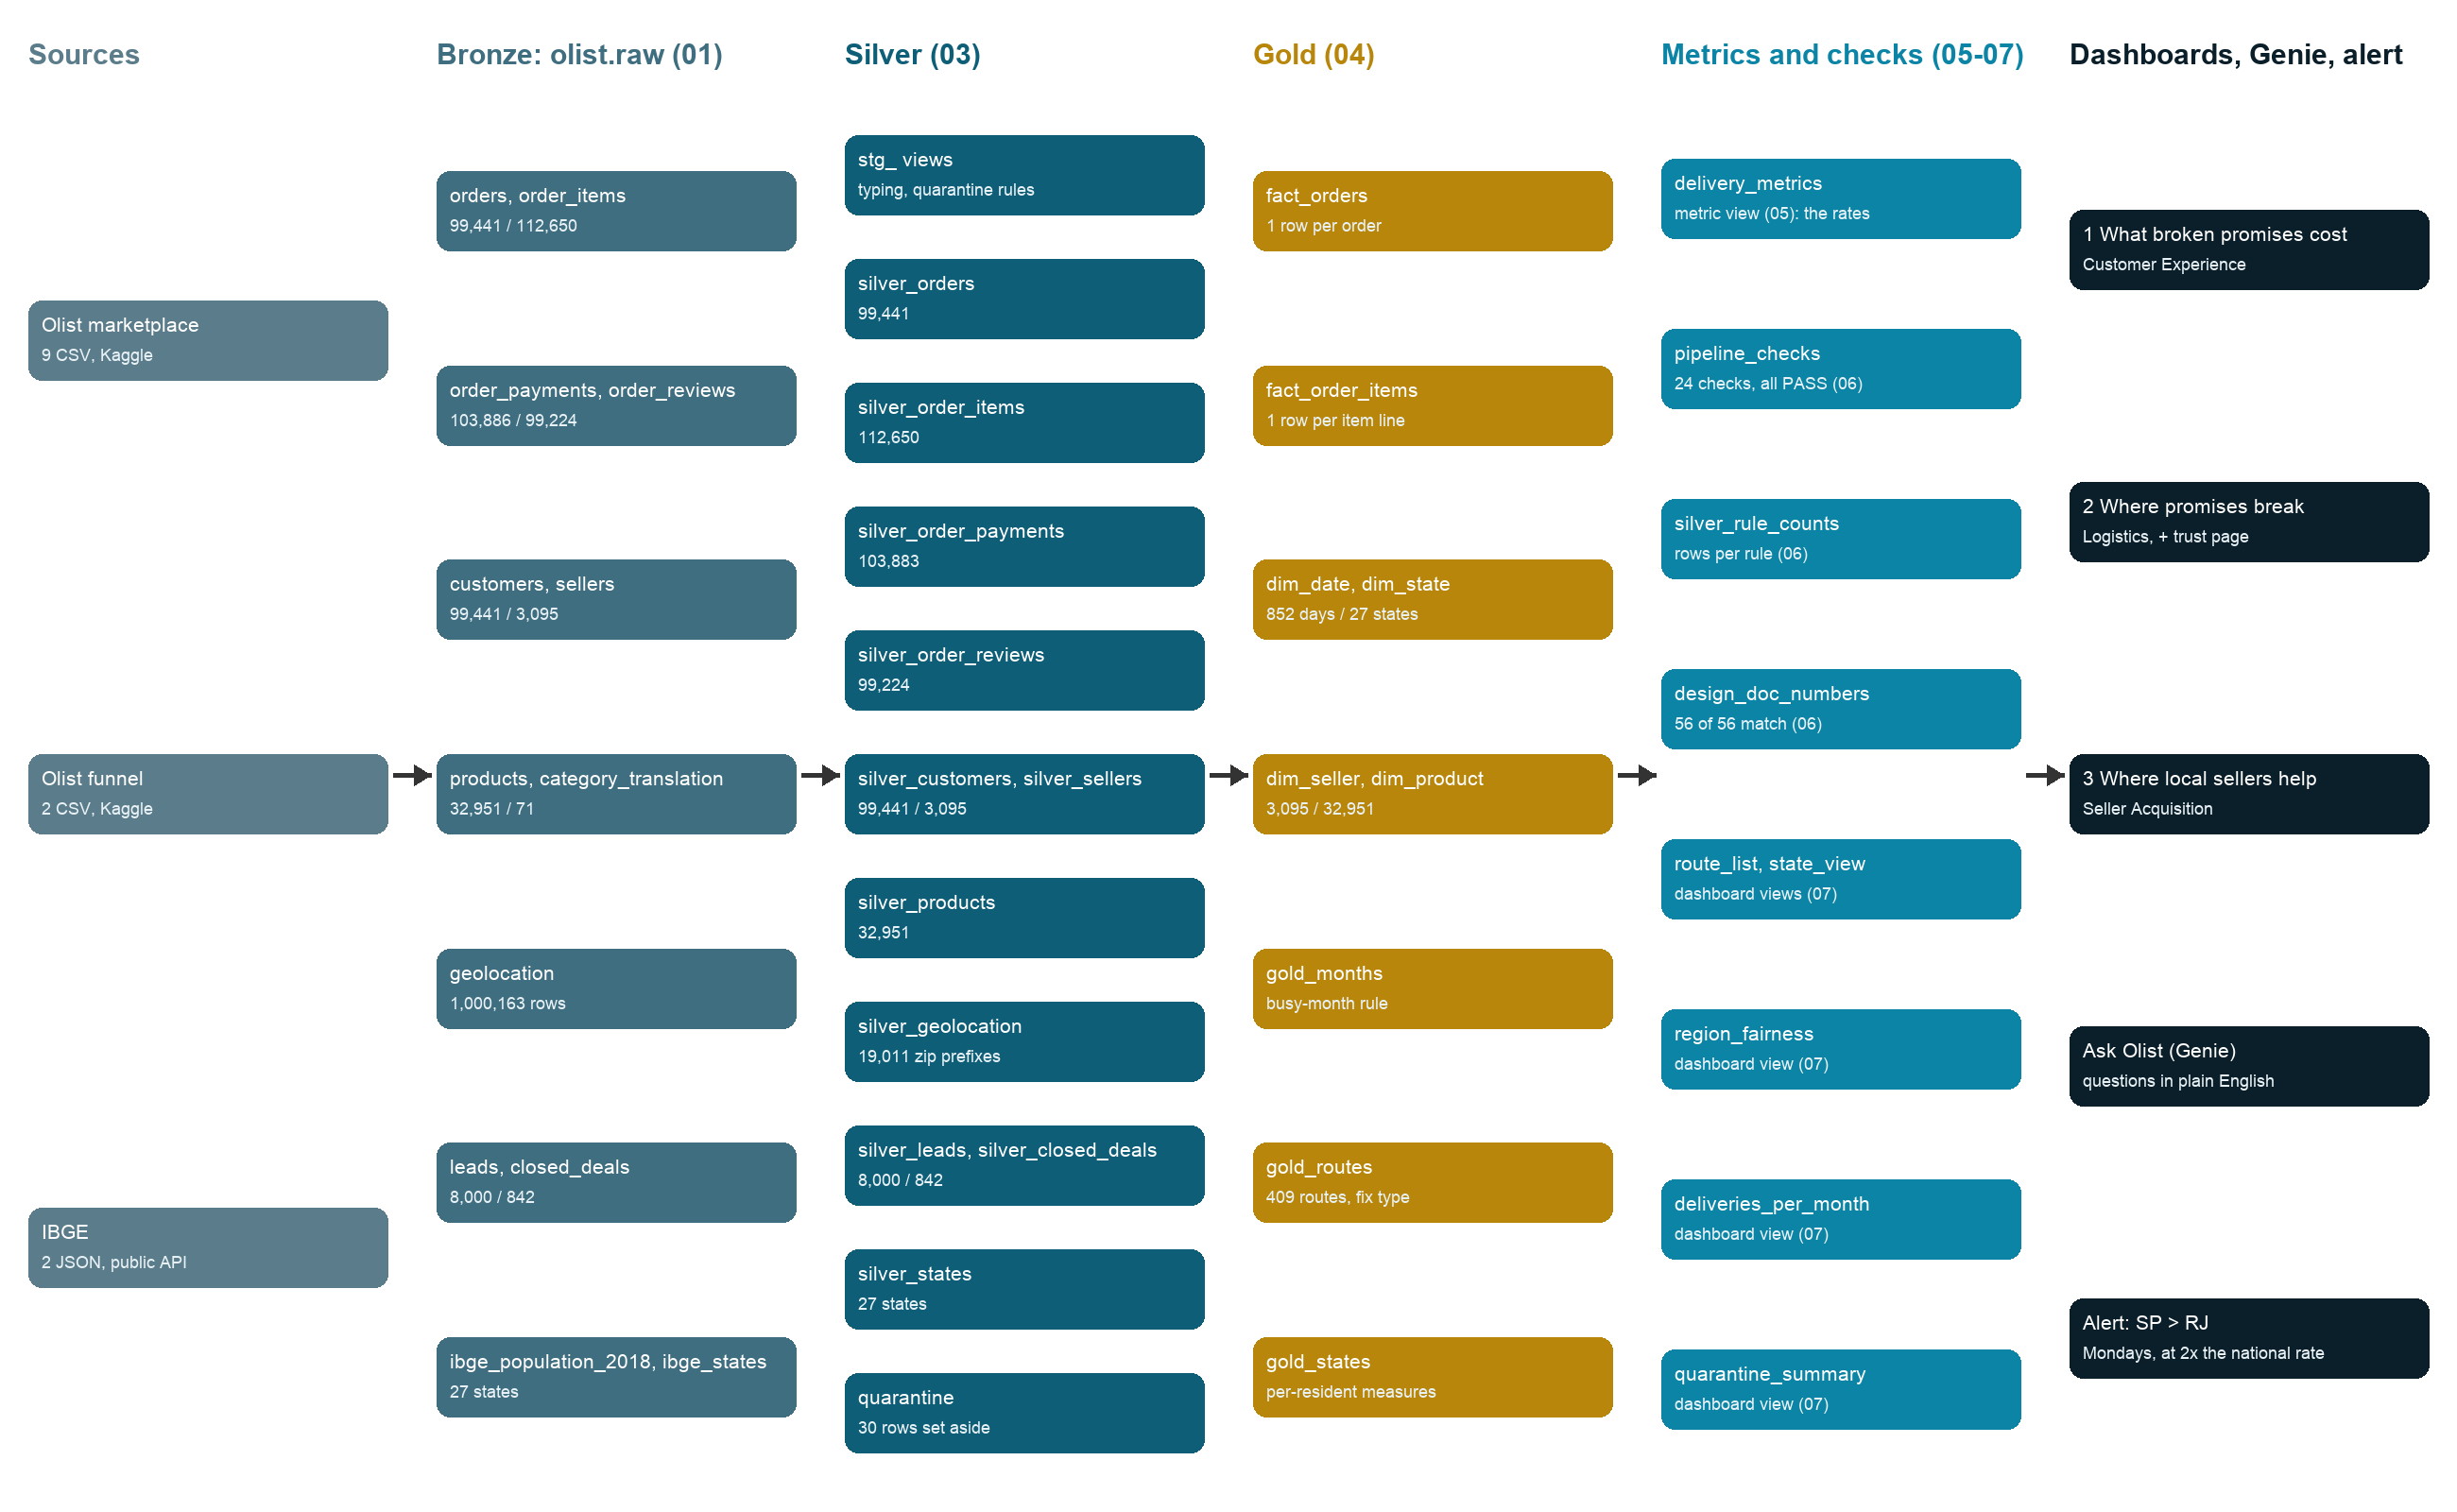 Sources
Bronze: olist.raw (01)
Silver (03)
Gold (04)
Metrics and checks (05-07)
Dashboards, Genie, alert
Olist marketplace
9 CSV, Kaggle
Olist funnel
2 CSV, Kaggle
IBGE
2 JSON, public API
orders, order_items
99,441 / 112,650
order_payments, order_reviews
103,886 / 99,224
customers, sellers
99,441 / 3,095
products, category_translation
32,951 / 71
geolocation
1,000,163 rows
leads, closed_deals
8,000 / 842
ibge_population_2018, ibge_states
27 states
stg_ views
typing, quarantine rules
silver_orders
99,441
silver_order_items
112,650
silver_order_payments
103,883
silver_order_reviews
99,224
silver_customers, silver_sellers
99,441 / 3,095
silver_products
32,951
silver_geolocation
19,011 zip prefixes
silver_leads, silver_closed_deals
8,000 / 842
silver_states
27 states
quarantine
30 rows set aside
fact_orders
1 row per order
fact_order_items
1 row per item line
dim_date, dim_state
852 days / 27 states
dim_seller, dim_product
3,095 / 32,951
gold_months
busy-month rule
gold_routes
409 routes, fix type
gold_states
per-resident measures
delivery_metrics
metric view (05): the rates
pipeline_checks
24 checks, all PASS (06)
silver_rule_counts
rows per rule (06)
design_doc_numbers
56 of 56 match (06)
route_list, state_view
dashboard views (07)
region_fairness
dashboard view (07)
deliveries_per_month
dashboard view (07)
quarantine_summary
dashboard view (07)
1 What broken promises cost
Customer Experience
2 Where promises break
Logistics, + trust page
3 Where local sellers help
Seller Acquisition
Ask Olist (Genie)
questions in plain English
Alert: SP > RJ
Mondays, at 2x the national rate